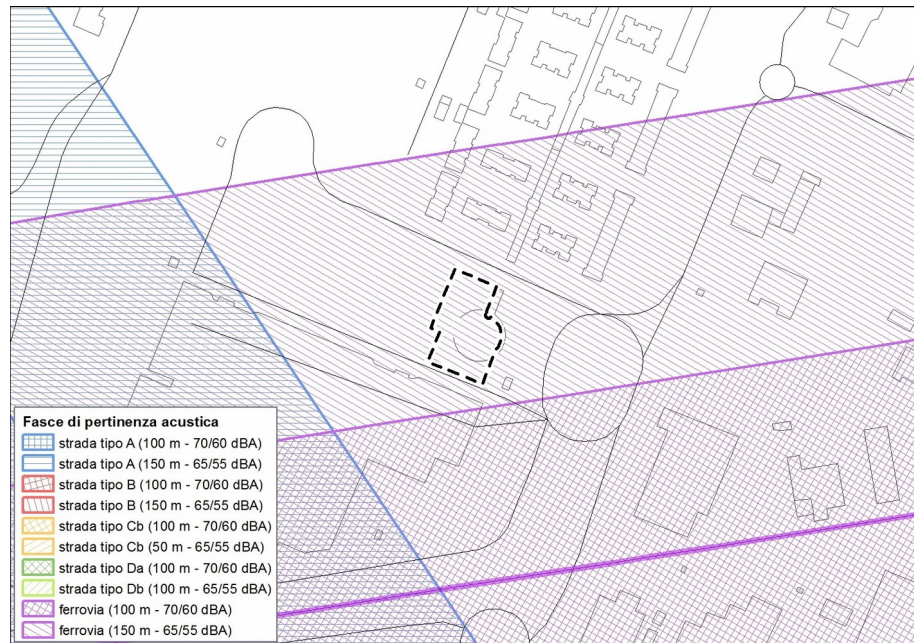 Fasce di pertinenza acustica
strada tipo A (100 m - 70/60 dBA)
strada tipo A (150 m - 65/55 dBA)
strada tipo B (100 m - 70/60 dBA)
strada tipo B (150 m - 65/55 dBA)
strada tipo Cb (100 m - 70/60 dBA)
strada tipo Cb (50 m - 65/55 dBA)
strada tipo Da (100 m - 70/60 dBA)
strada tipo Db (100 m - 65/55 dBA)
ferrovia (100 m - 70/60 dBA)
ferrovia (150 m - 65/55 dBA)